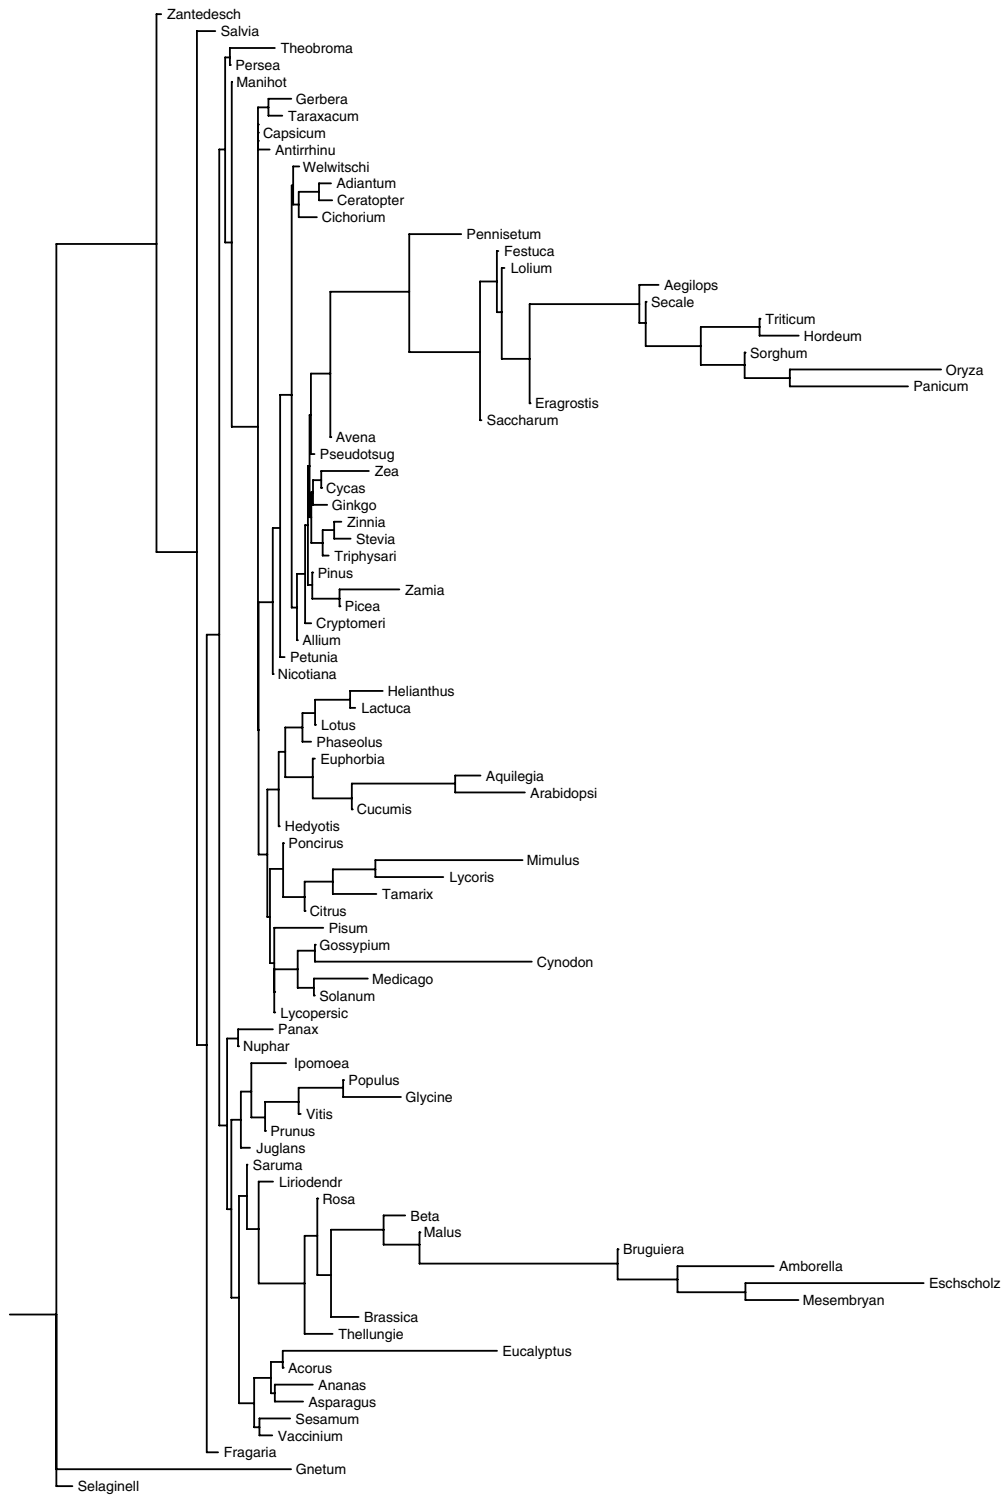 Zantedesch
Salvia
Theobroma
Persea
Manihot
Gerbera
Taraxacum
Capsicum
Antirrhinu
Welwitschi
Adiantum
Ceratopter
Cichorium
Pennisetum
Festuca
Lolium
Aegilops
Secale
Triticum
Hordeum
Sorghum
Oryza
Panicum
Eragrostis
Saccharum
Avena
Pseudotsug
Zea
Cycas
Ginkgo
Zinnia
Stevia
Triphysari
Pinus
Zamia
Picea
Cryptomeri
Allium
Petunia
Nicotiana
Helianthus
Lactuca
Lotus
Phaseolus
Euphorbia
Aquilegia
Arabidopsi
Cucumis
Hedyotis
Poncirus
Mimulus
Lycoris
Tamarix
Citrus
Pisum
Gossypium
Cynodon
Medicago
Solanum
Lycopersic
Panax
Nuphar
Ipomoea
Populus
Glycine
Vitis
Prunus
Juglans
Saruma
Liriodendr
Rosa
Beta
Malus
Bruguiera
Amborella
Eschscholz
Mesembryan
Brassica
Thellungie
Eucalyptus
Acorus
Ananas
Asparagus
Sesamum
Vaccinium
Fragaria
Gnetum
Selaginell